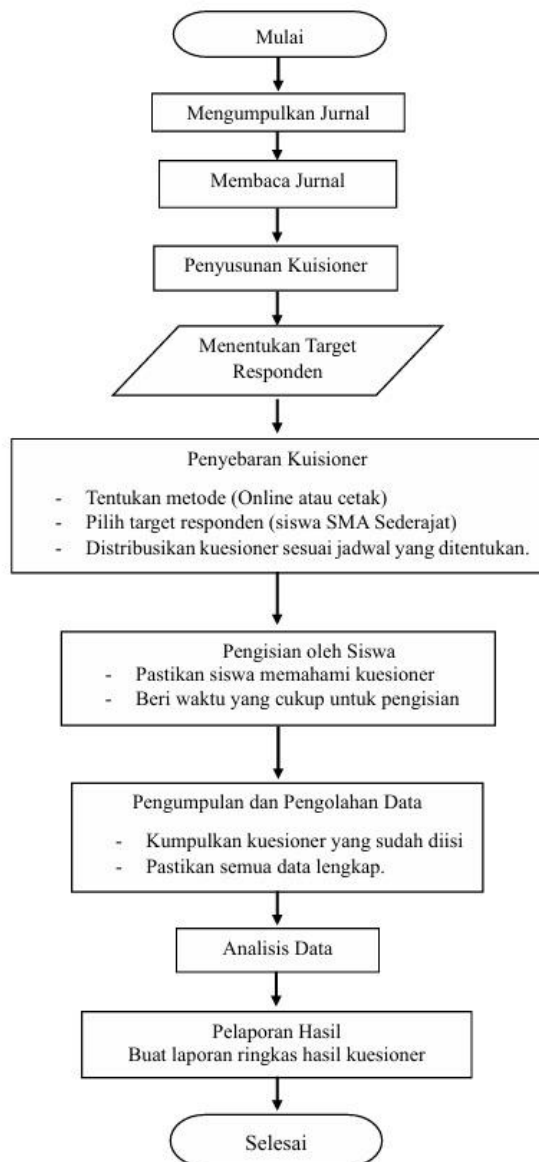 Mulai
Mengumpulkan Jurnal
Membaca Jurnal
Penyusunan Kuisioner
Menentukan Target
Responden
Penyebaran Kuisioner
- Tentukan metode (Online atau cetak)
- Pilih target responden (siswa SMA Sederajat)
- Distribusikan kuesioner sesuai jadwal yang ditentukan.
Pengisian oleh Siswa
- Pastikan siswa memahami kuesioner
- Beri waktu yang cukup untuk pengisian
Pengumpulan dan Pengolahan Data
- Kumpulkan kuesioner yang sudah diisi
- Pastikan semua data lengkap.
Analisis Data
Pelaporan Hasil
Buat laporan ringkas hasil kuesioner
Selesai